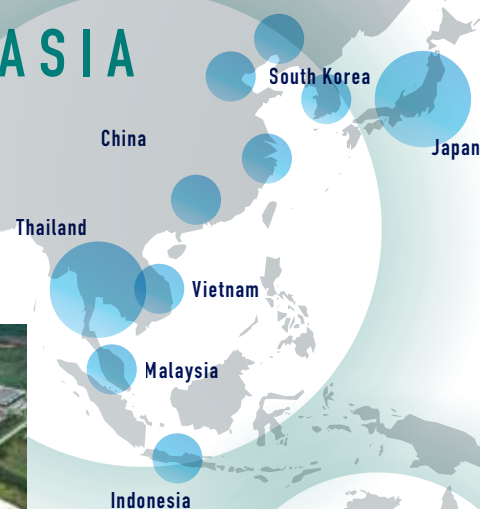 ASIA
South Korea
China
Japan
Thailand
Vietnam
Malaysia
Indonesia